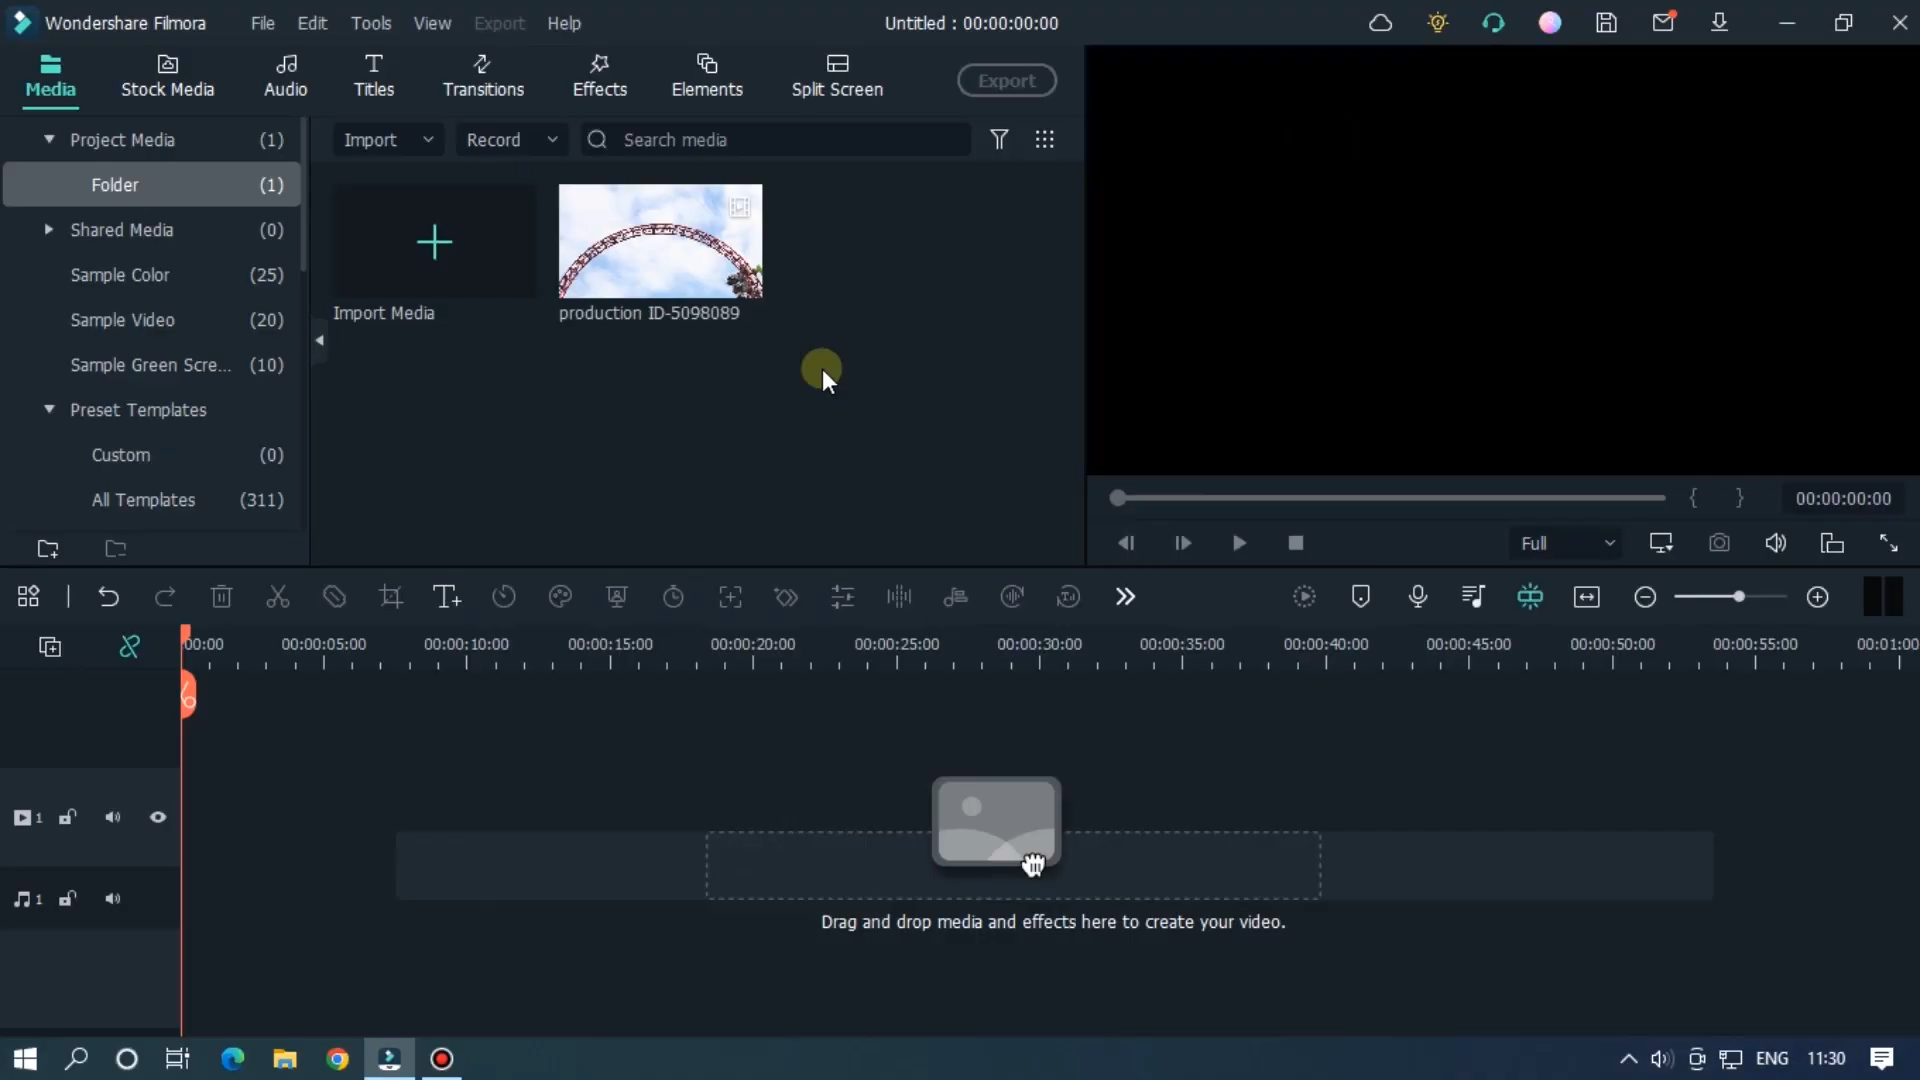 Wondershare Filmora
File Edit Tools View Export Help
Untitled : 00:00:00:00
Media
Stock Media
Audio
Titles
Transitions
Effects
Elements
Split Screen
Export
Project Media (1)
Folder (1)
Shared Media (0)
Sample Color (25)
Sample Video (20)
Sample Green Scre... (10)
Preset Templates
Custom (0)
All Templates (311)
Import
Record
Search media
Import Media
production ID-5098089
00:00:00:00
Full
00:00 00:00:05:00 00:00:10:00 00:00:15:00 00:00:20:00 00:00:25:00 00:00:30:00 00:00:35:00 00:00:40:00 00:00:45:00 00:00:50:00 00:00:55:00 00:01:00
1
1
Drag and drop media and effects here to create your video.
ENG 11:30